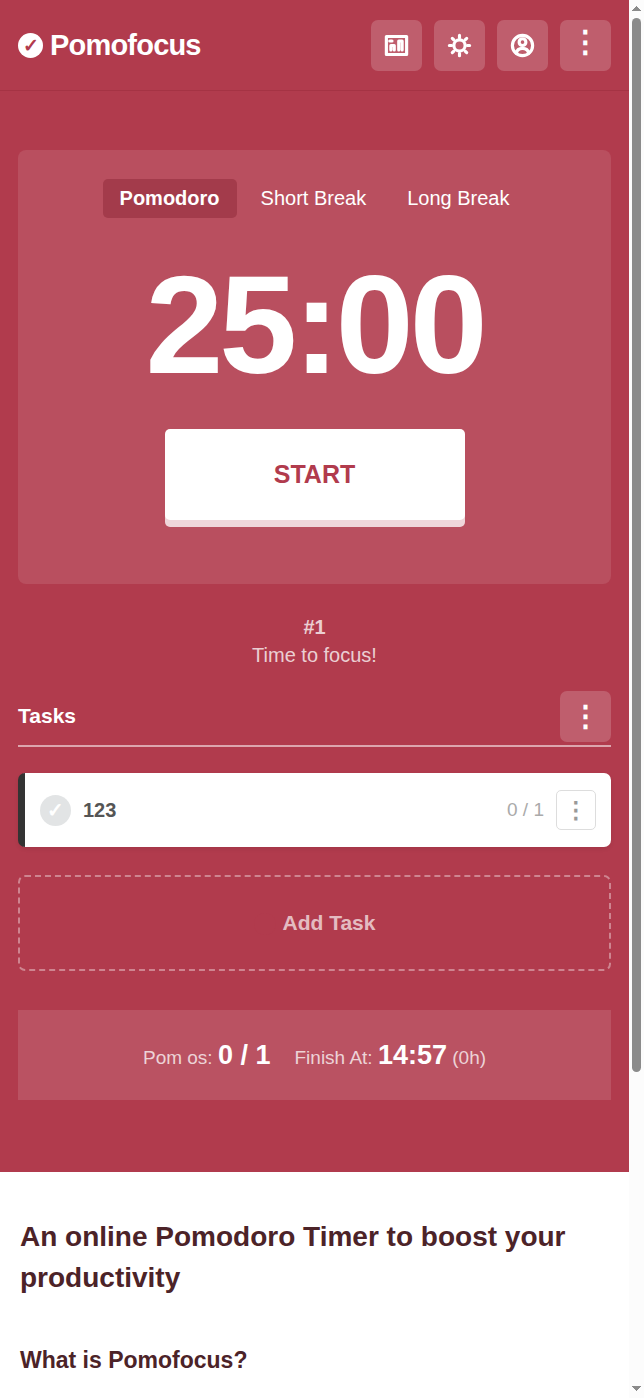 Pomofocus
Pomodoro Short Break Long Break
25:00
START
#1
Time to focus!
Tasks
123 0 / 1
Add Task
Pom os: 0 / 1 Finish At: 14:57 (0h)
An online Pomodoro Timer to boost your
productivity
What is Pomofocus?